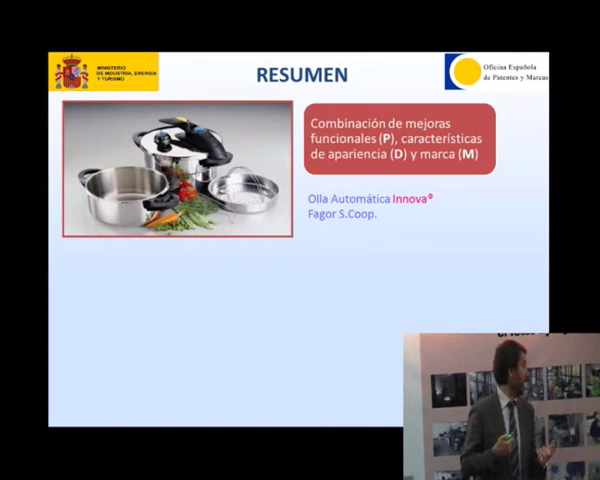 MINISTERIO
DE INDUSTRIA, ENERGÍA
Y TURISMO
RESUMEN
Oficina Española
de Patentes y Marcas
Combinación de mejoras
funcionales (P), características
de apariencia (D) y marca (M)
Olla Automática Innova®
Fagor S.Coop.